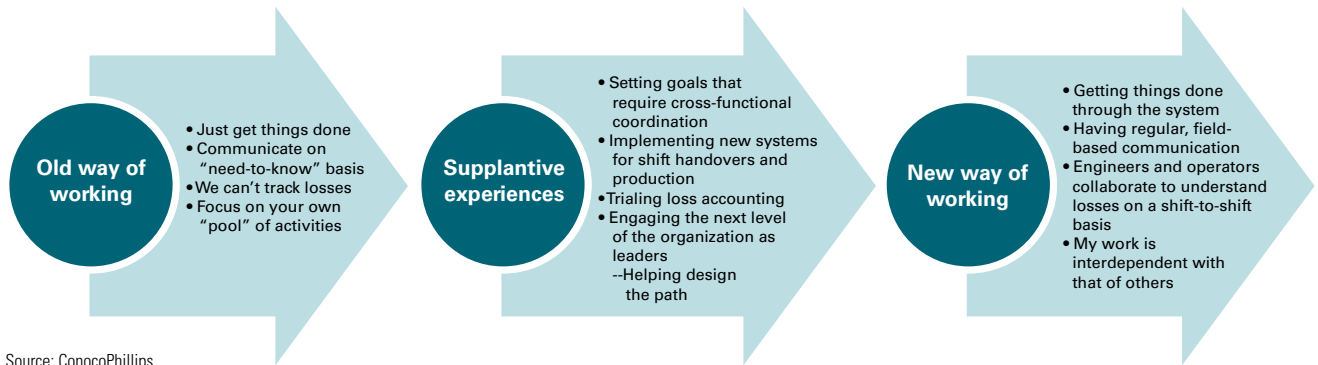 Old way of
working
• Just get things done
• Communicate on
“need-to-know” basis
• We can’t track losses
• Focus on your own
“pool” of activities
Supplantive
experiences
• Setting goals that
require cross-functional
coordination
• Implementing new systems
for shift handovers and
production
• Trialing loss accounting
• Engaging the next level
of the organization as
leaders
--Helping design
the path
New way of
working
• Getting things done
through the system
• Having regular, field-
based communication
• Engineers and operators
collaborate to understand
losses on a shift-to-shift
basis
• My work is
interdependent with
that of others
Source: ConocoPhillips